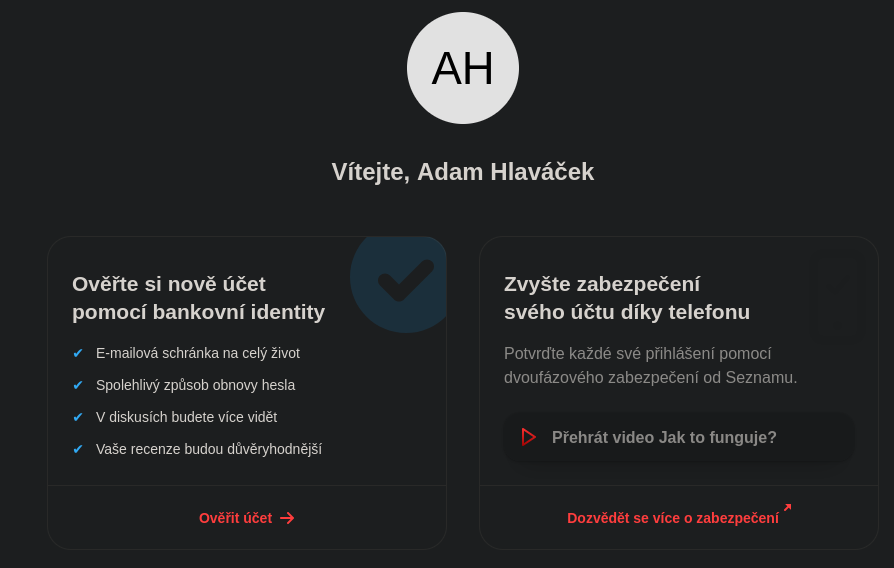 AH
Vítejte, Adam Hlaváček
Ověřte si nově účet
pomocí bankovní identity
E-mailová schránka na celý život
Spolehlivý způsob obnovy hesla
V diskusích budete více vidět
Vaše recenze budou důvěryhodnější
Ověřit účet
Zvyšte zabezpečení
svého účtu díky telefonu
Potvrďte každé své přihlášení pomocí
dvoufázového zabezpečení od Seznamu.
Přehrát video Jak to funguje?
Dozvědět se více o zabezpečení